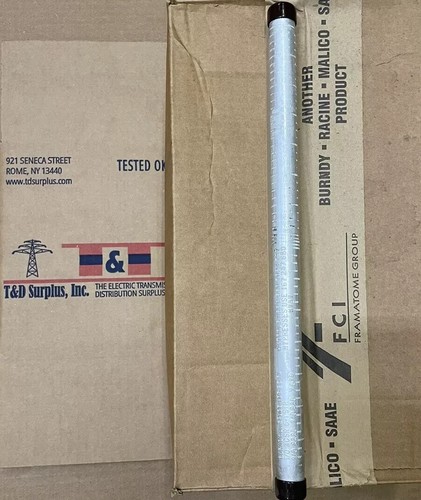 921 SENECA STREET
ROME, NY 13440
www.tdsurplus.com
TESTED OK
&
T&D Surplus, Inc.
THE ELECTRIC TRANSMIS
DISTRIBUTION SURPLUS
ANOTHER
PRODUCT
BURNDY ▪ RACINE ▪ MALICO ▪ SA
FCI
FRAMATOME GROUP
LICO ▪ SAAE